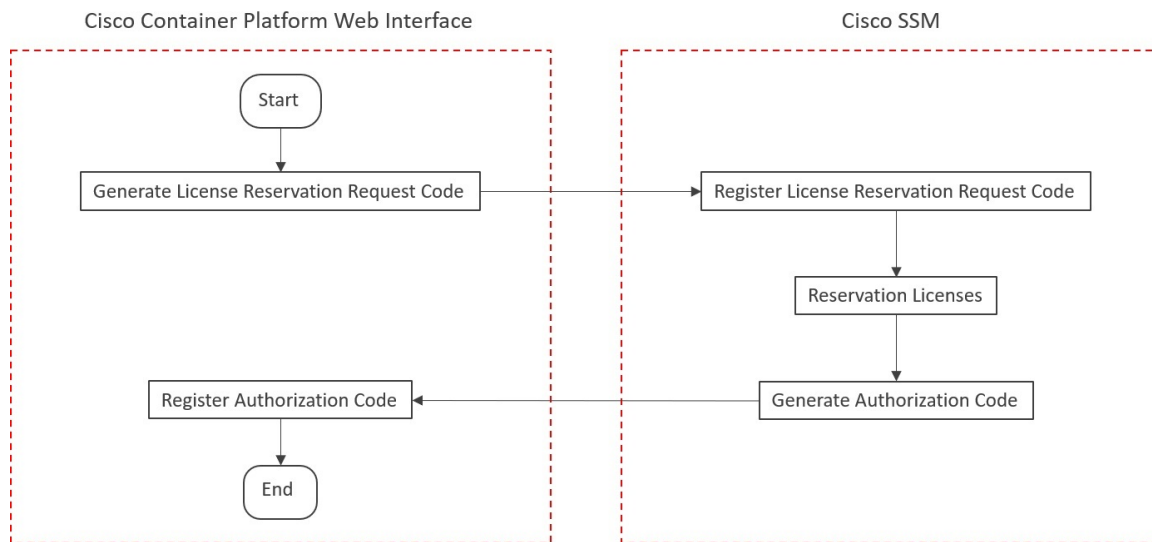 Cisco Container Platform Web Interface
Cisco SSM
Start
Generate License Reservation Request Code
Register License Reservation Request Code
Reservation Licenses
Generate Authorization Code
Register Authorization Code
End